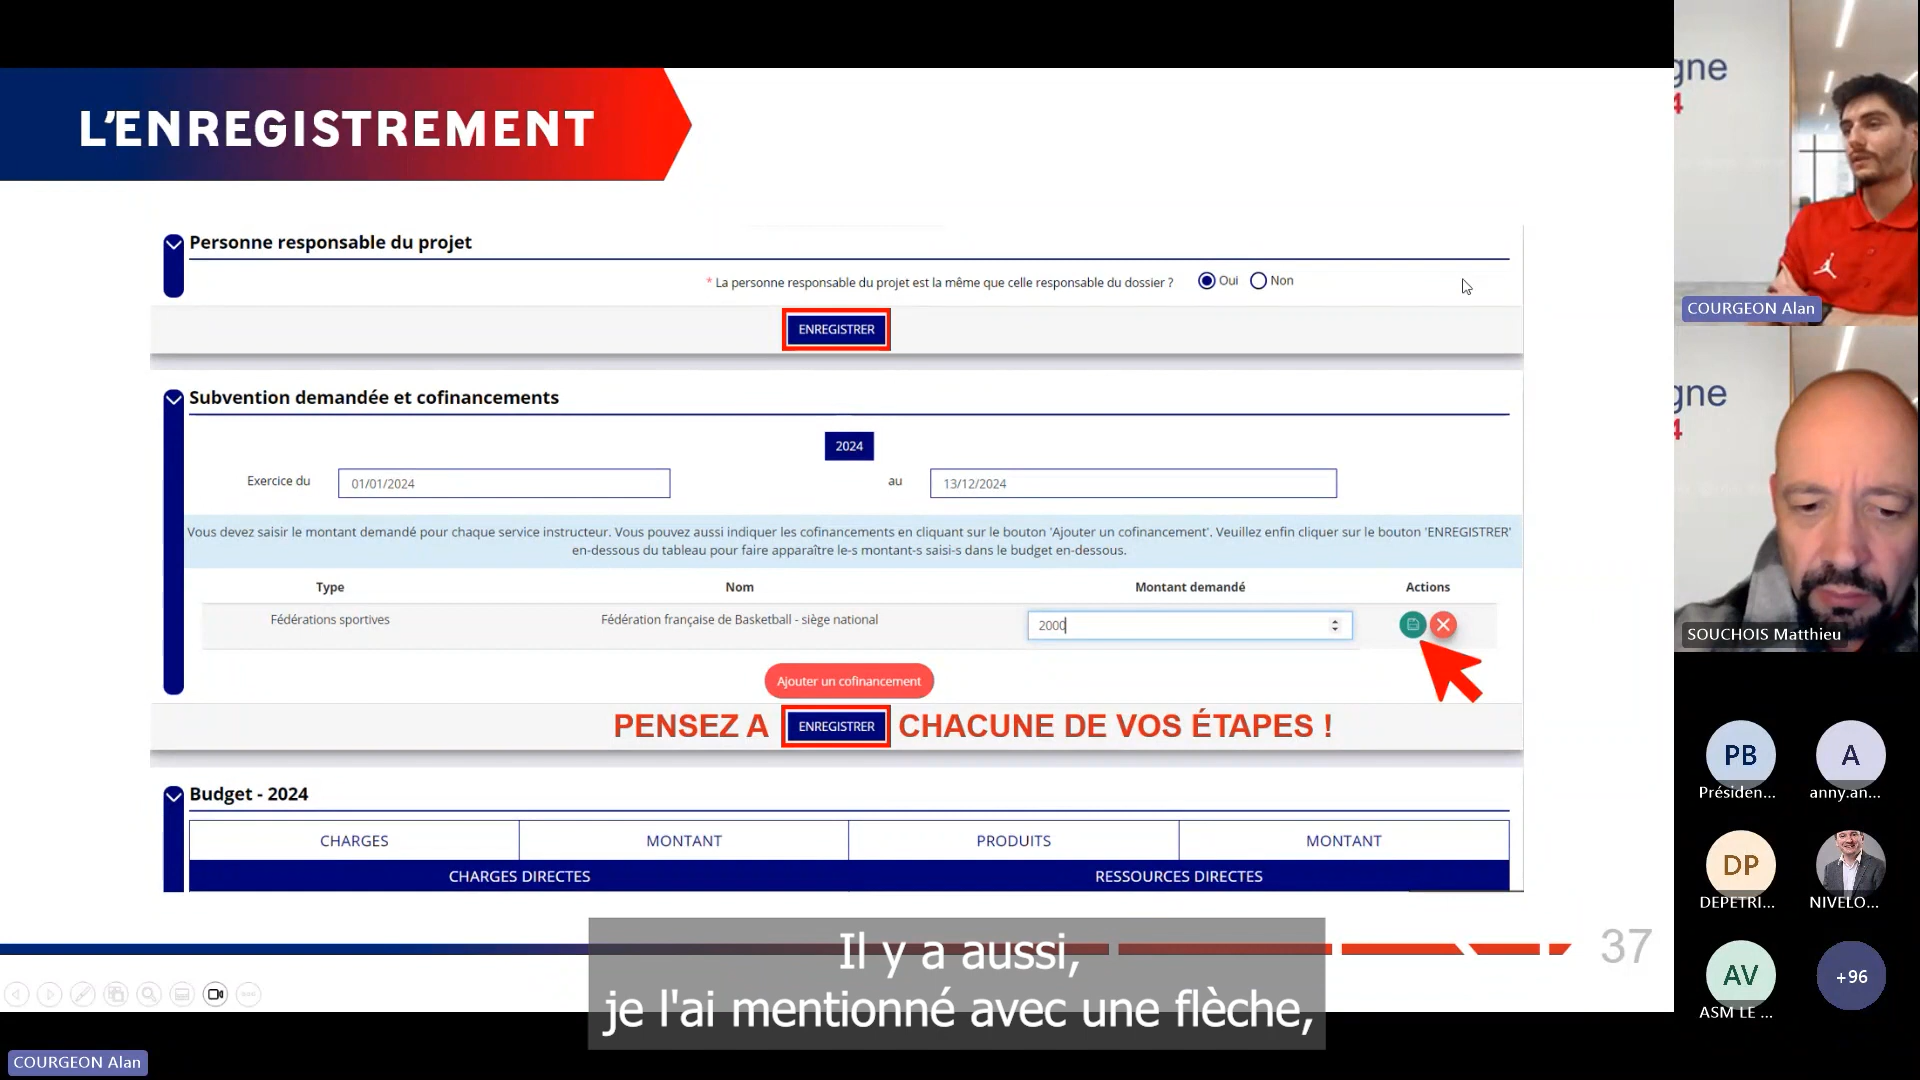 L'ENREGISTREMENT
Personne responsable du projet
* La personne responsable du projet est la même que celle responsable du dossier ? Oui Non
ENREGISTRER
Subvention demandée et cofinancements
2024
Exercice du 01/01/2024 au 13/12/2024
Vous devez saisir le montant demandé pour chaque service instructeur. Vous pouvez aussi indiquer les cofinancements en cliquant sur le bouton 'Ajouter un cofinancement'. Veuillez enfin cliquer sur le bouton 'ENREGISTRER'
en-dessous du tableau pour faire apparaître le-s montant-s saisi-s dans le budget en-dessous.
Type Nom Montant demandé Actions
Fédérations sportives Fédération française de Basketball - siège national 2000
Ajouter un cofinancement
PENSEZ A ENREGISTRER CHACUNE DE VOS ÉTAPES !
Budget - 2024
CHARGES MONTANT PRODUITS MONTANT
CHARGES DIRECTES RESSOURCES DIRECTES
37
Il y a aussi,
je l'ai mentionné avec une flèche,
COURGEON Alan
gne
4
COURGEON Alan
gne
4
SOUCHOIS Matthieu
PB A
Présiden... anny.an...
DP
DEPETRI... NIVELO...
AV +96
ASM LE ...